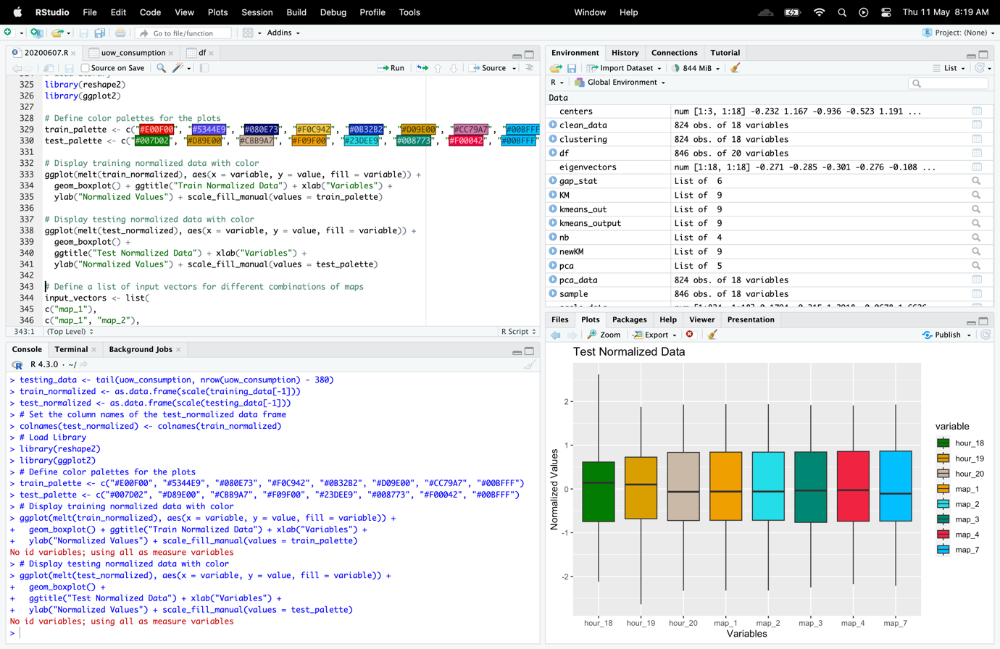 RStudio File Edit Code View Plots Session Build Debug Profile Tools Window Help Thu 11 May 8:19 AM
Go to file/function Addins Project: (None)
20200607.R uow_consumption df
Source on Save Run Source
325 library(reshape2)
326 library(ggplot2)
327
328 # Define color palettes for the plots
329 train_palette <- c("#E00F00", "#5344E9", "#080E73", "#F0C942", "#0B32B2", "#D09E00", "#CC79A7", "#00BFFF
330 test_palette <- c("#007D02", "#D89E00", "#CBB9A7", "#F09F00", "#23DEE9", "#008773", "#F00042", "#00BFFF"
331
332 # Display training normalized data with color
333 ggplot(melt(train_normalized), aes(x = variable, y = value, fill = variable)) +
334 geom_boxplot() + ggtitle("Train Normalized Data") + xlab("Variables") +
335 ylab("Normalized Values") + scale_fill_manual(values = train_palette)
336
337 # Display testing normalized data with color
338 ggplot(melt(test_normalized), aes(x = variable, y = value, fill = variable)) +
339 geom_boxplot() +
340 ggtitle("Test Normalized Data") + xlab("Variables") +
341 ylab("Normalized Values") + scale_fill_manual(values = test_palette)
342
343 # Define a list of input vectors for different combinations of maps
344 input_vectors <- list(
345 c("map_1"),
346 c("map_1", "map_2"),
343:1 (Top Level) R Script
Console Terminal Background Jobs
R 4.3.0 · ~/
> testing_data <- tail(uow_consumption, nrow(uow_consumption) - 380)
> train_normalized <- as.data.frame(scale(training_data[-1]))
> test_normalized <- as.data.frame(scale(testing_data[-1]))
> # Set the column names of the test_normalized data frame
> colnames(test_normalized) <- colnames(train_normalized)
> # Load Library
> library(reshape2)
> library(ggplot2)
> # Define color palettes for the plots
> train_palette <- c("#E00F00", "#5344E9", "#080E73", "#F0C942", "#0B32B2", "#D09E00", "#CC79A7", "#00BFFF")
> test_palette <- c("#007D02", "#D89E00", "#CBB9A7", "#F09F00", "#23DEE9", "#008773", "#F00042", "#00BFFF")
> # Display training normalized data with color
> ggplot(melt(train_normalized), aes(x = variable, y = value, fill = variable)) +
+ geom_boxplot() + ggtitle("Train Normalized Data") + xlab("Variables") +
+ ylab("Normalized Values") + scale_fill_manual(values = train_palette)
No id variables; using all as measure variables
> # Display testing normalized data with color
> ggplot(melt(test_normalized), aes(x = variable, y = value, fill = variable)) +
+ geom_boxplot() +
+ ggtitle("Test Normalized Data") + xlab("Variables") +
+ ylab("Normalized Values") + scale_fill_manual(values = test_palette)
No id variables; using all as measure variables
>
Environment History Connections Tutorial
Import Dataset 844 MiB List
R Global Environment
Data
centers num [1:3, 1:18] -0.232 1.167 -0.936 -0.523 1.191 ...
clean_data 824 obs. of 18 variables
clustering 824 obs. of 18 variables
df 846 obs. of 20 variables
eigenvectors num [1:18, 1:18] -0.271 -0.285 -0.301 -0.276 -0.108 ...
gap_stat List of 6
KM List of 9
kmeans_out List of 9
kmeans_output List of 9
nb List of 4
newKM List of 9
pca List of 5
pca_data 824 obs. of 18 variables
sample 846 obs. of 18 variables
Files Plots Packages Help Viewer Presentation
Zoom Export Publish
Test Normalized Data
Normalized Values
2
1
0
-1
-2
hour_18 hour_19 hour_20 map_1 map_2 map_3 map_4 map_7
Variables
variable
hour_18
hour_19
hour_20
map_1
map_2
map_3
map_4
map_7